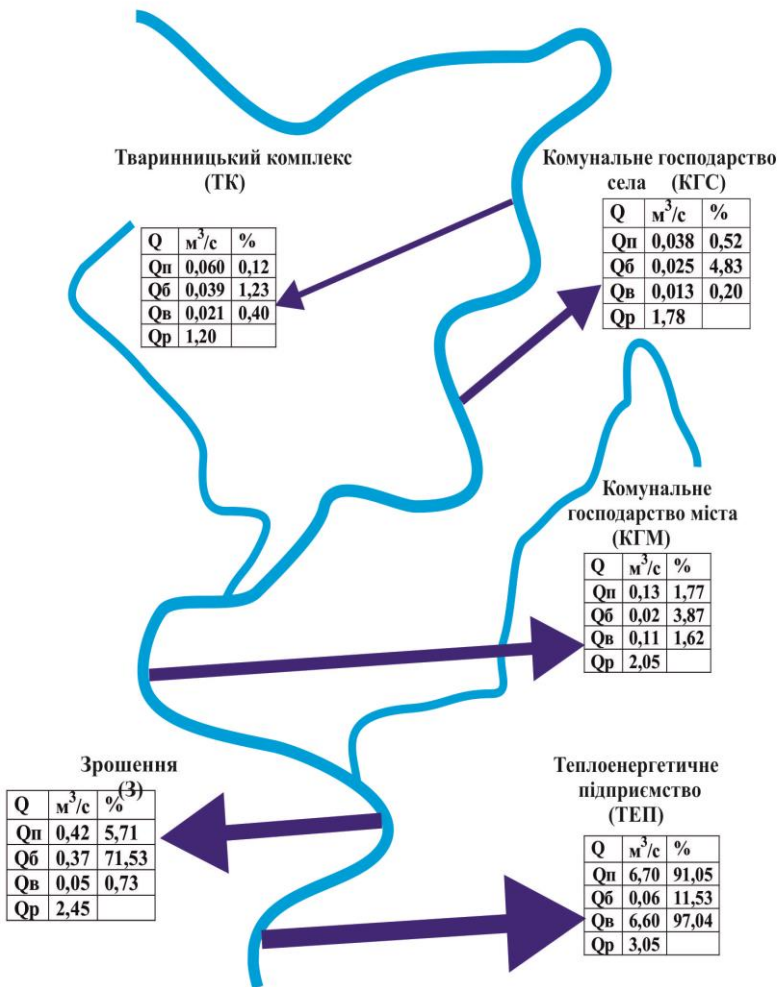 Тваринницький комплекс
(ТК)
Q м³/с %
Qп 0,060 0,12
Qб 0,039 1,23
Qв 0,021 0,40
Qр 1,20
Комунальне господарство
села (КГС)
Q м³/с %
Qп 0,038 0,52
Qб 0,025 4,83
Qв 0,013 0,20
Qр 1,78
Комунальне
господарство міста
(КГМ)
Q м³/с %
Qп 0,13 1,77
Qб 0,02 3,87
Qв 0,11 1,62
Qр 2,05
Зрошення
(З)
Q м³/с %
Qп 0,42 5,71
Qб 0,37 71,53
Qв 0,05 0,73
Qр 2,45
Теплоенергетичне
підприємство
(ТЕП)
Q м³/с %
Qп 6,70 91,05
Qб 0,06 11,53
Qв 6,60 97,04
Qр 3,05